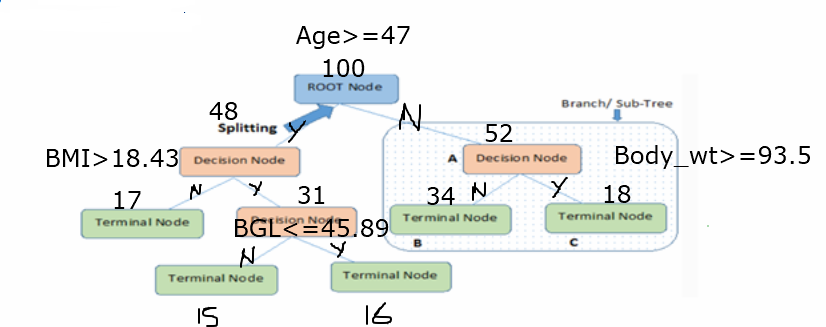 Age>=47
100
ROOT Node
48
Splitting
Y
N
Branch/ Sub-Tree
52
BMI>18.43
Decision Node
A
Decision Node
Body_wt>=93.5
17
N
Y
31
34
N
Y
18
Terminal Node
Decision Node
BGL<=45.89
Terminal Node
Terminal Node
B
C
N
Y
Terminal Node
Terminal Node
15
16